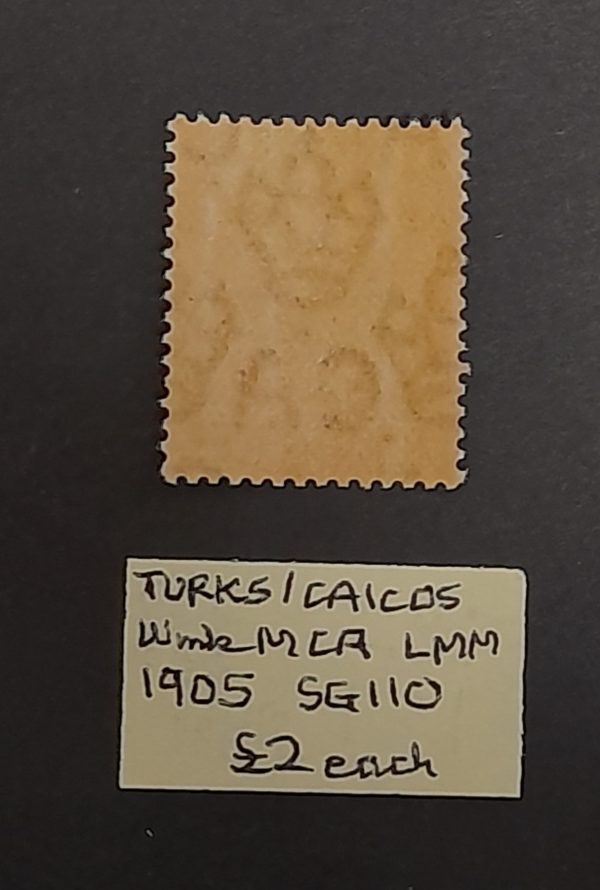 TURKS/CAICOS
Wmk MCA LMM
1905 SG110
£2 each